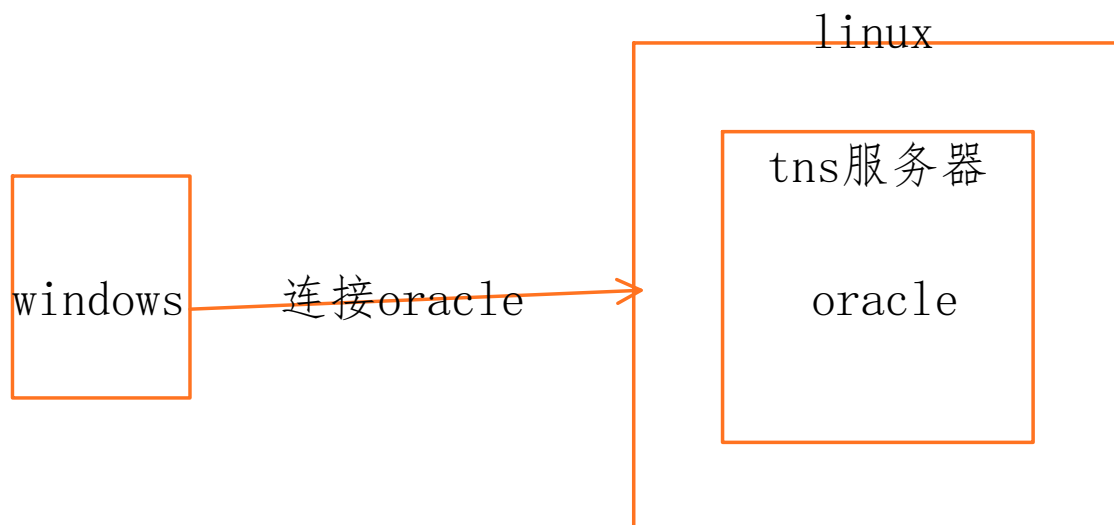 linux
tns服务器
windows
连接oracle
oracle